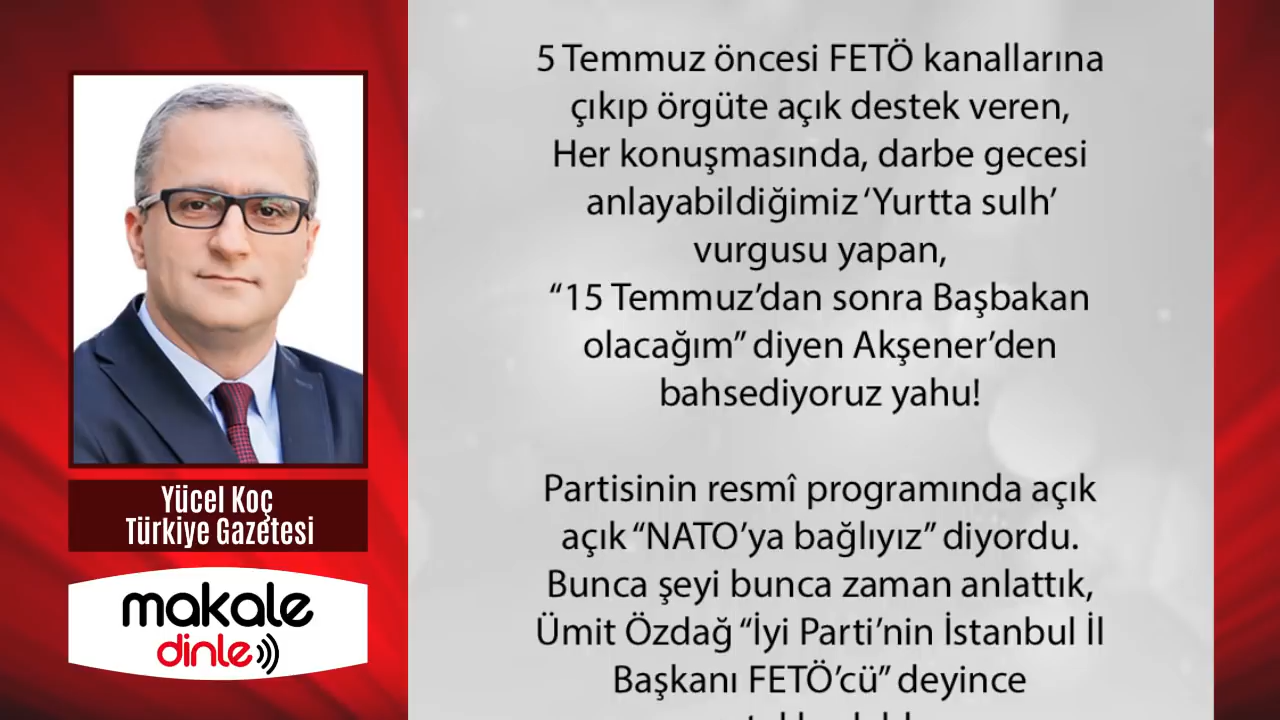 5 Temmuz öncesi FETÖ kanallarına
çıkıp örgüte açık destek veren,
Her konuşmasında, darbe gecesi
anlayabildiğimiz ‘Yurtta sulh’
vurgusu yapan,
“15 Temmuz’dan sonra Başbakan
olacağım” diyen Akşener’den
bahsediyoruz yahu!
Partisinin resmî programında açık
açık “NATO’ya bağlıyız” diyordu.
Bunca şeyi bunca zaman anlattık,
Ümit Özdağ “İyi Parti’nin İstanbul İl
Başkanı FETÖ’cü” deyince
Yücel Koç
Türkiye Gazetesi
makale
dinle